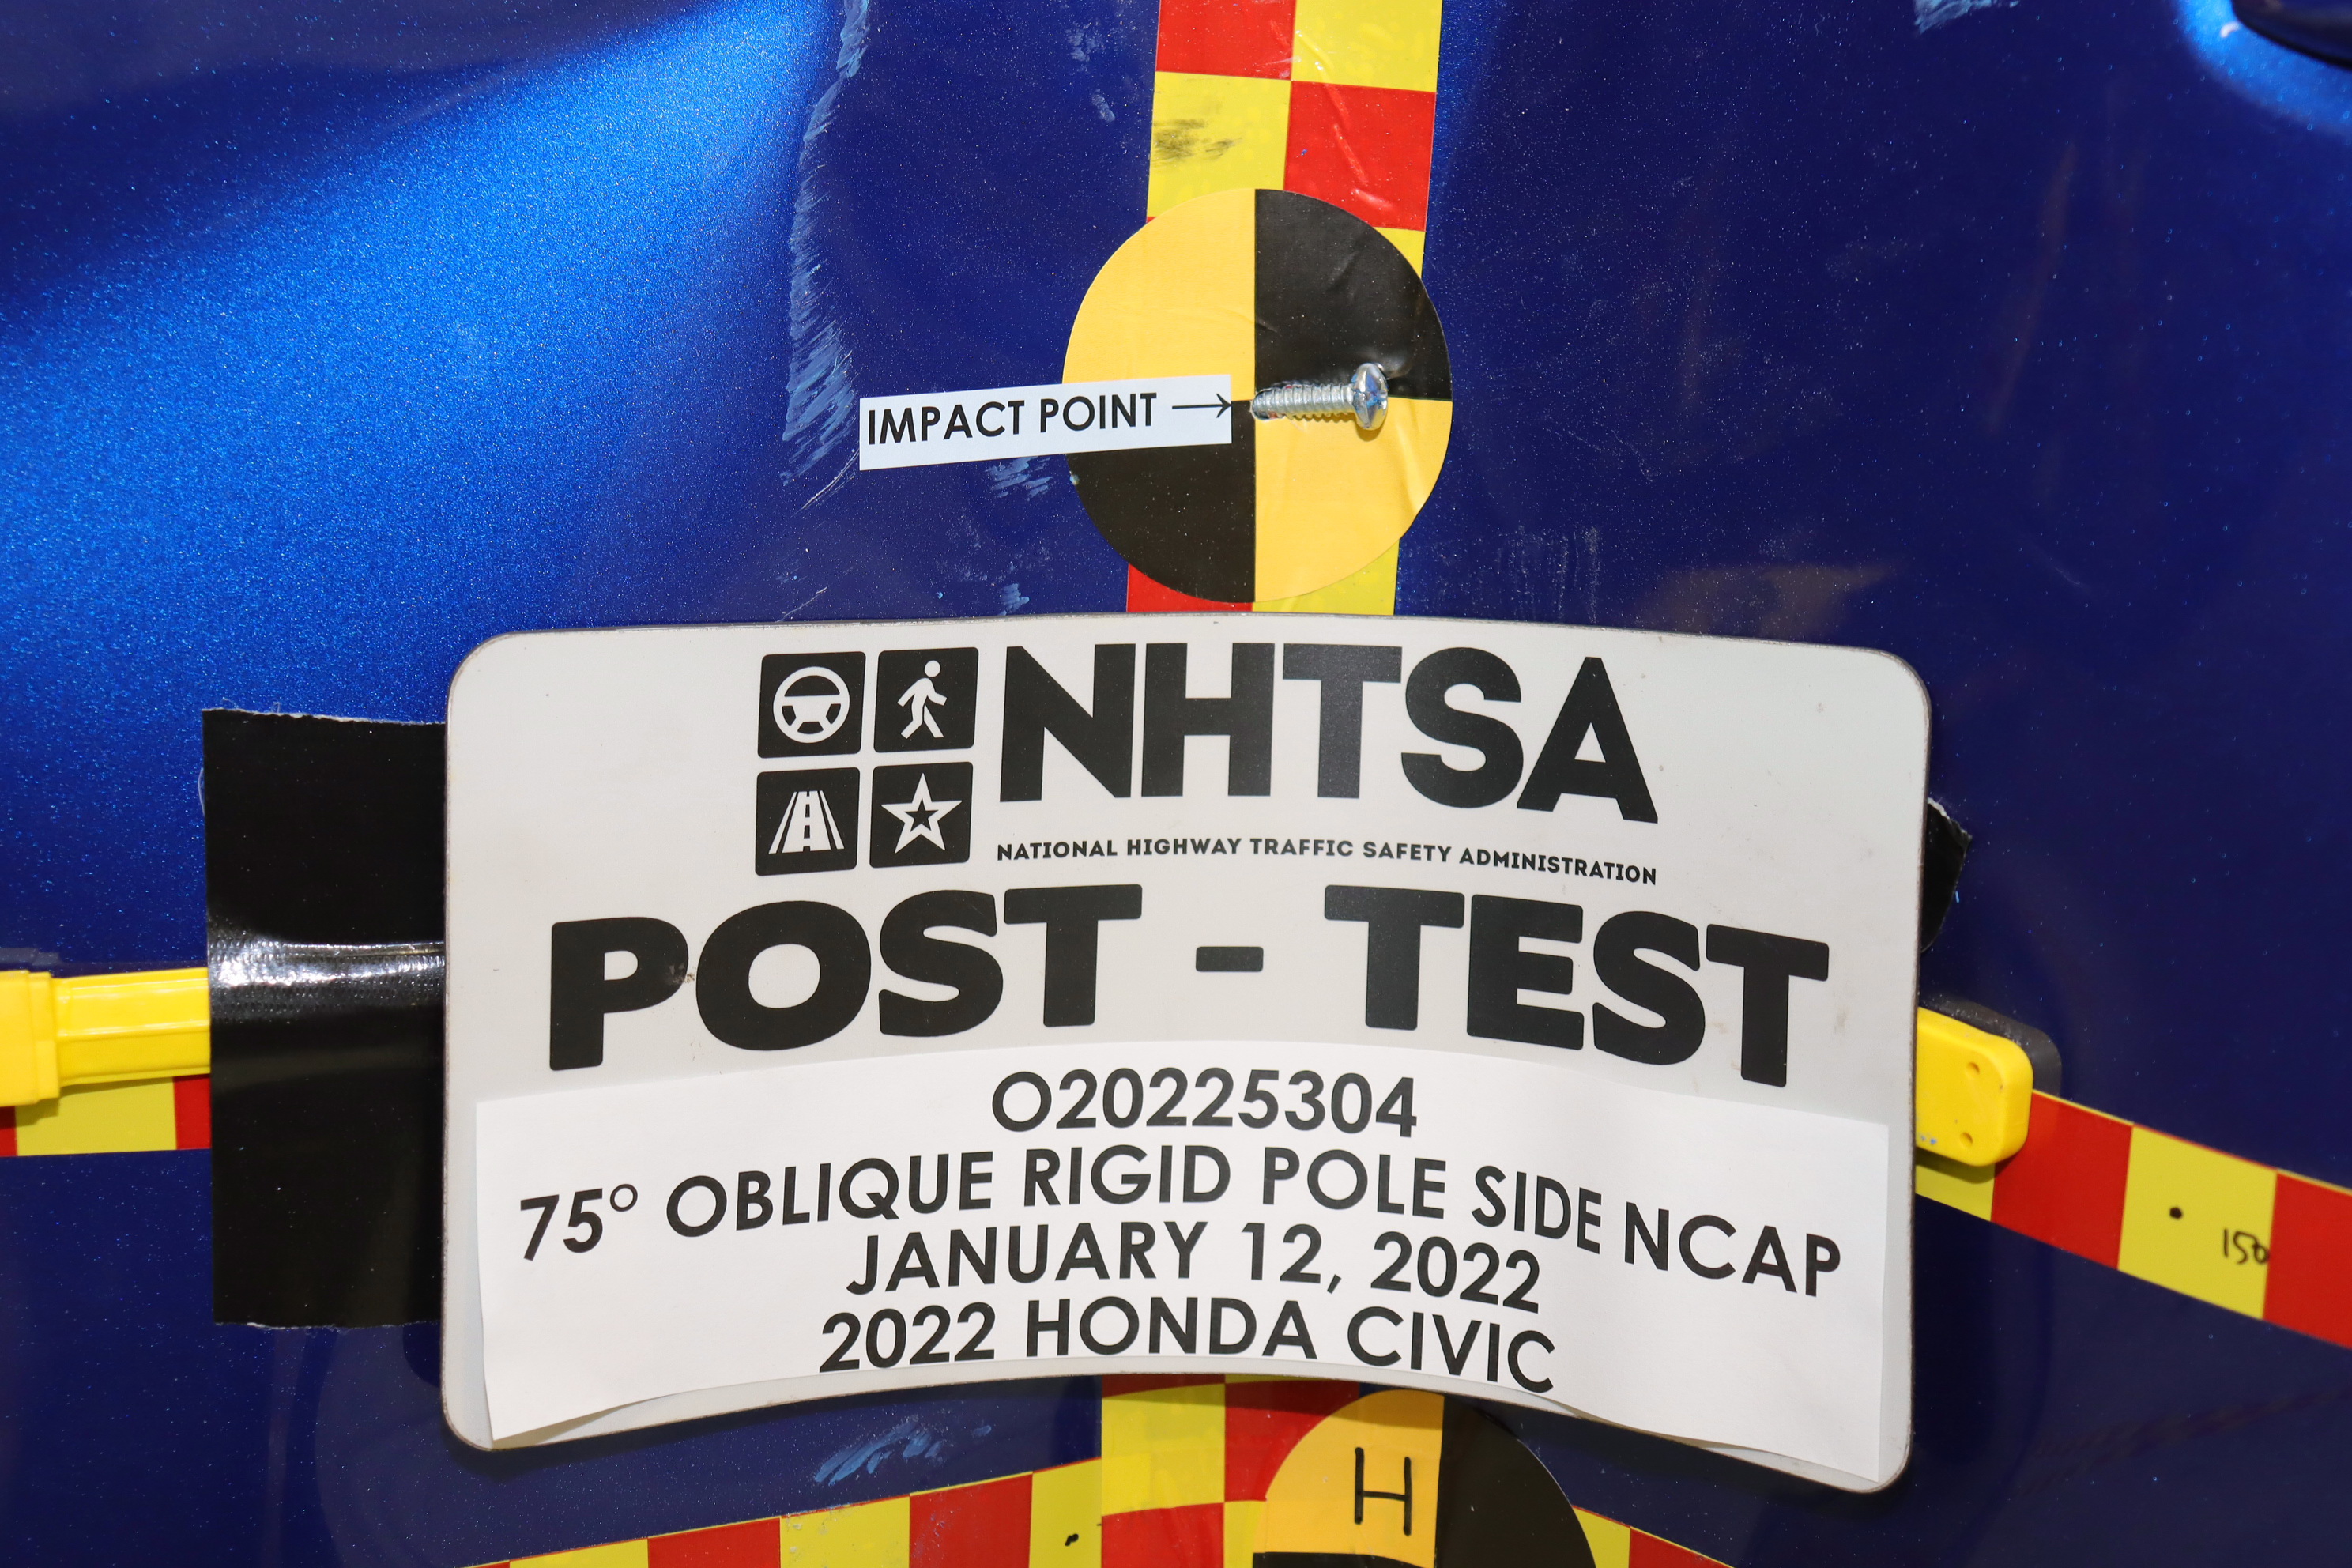 IMPACT POINT →
NHTSA
NATIONAL HIGHWAY TRAFFIC SAFETY ADMINISTRATION
POST - TEST
O20225304
75° OBLIQUE RIGID POLE SIDE NCAP
JANUARY 12, 2022
2022 HONDA CIVIC
150
H